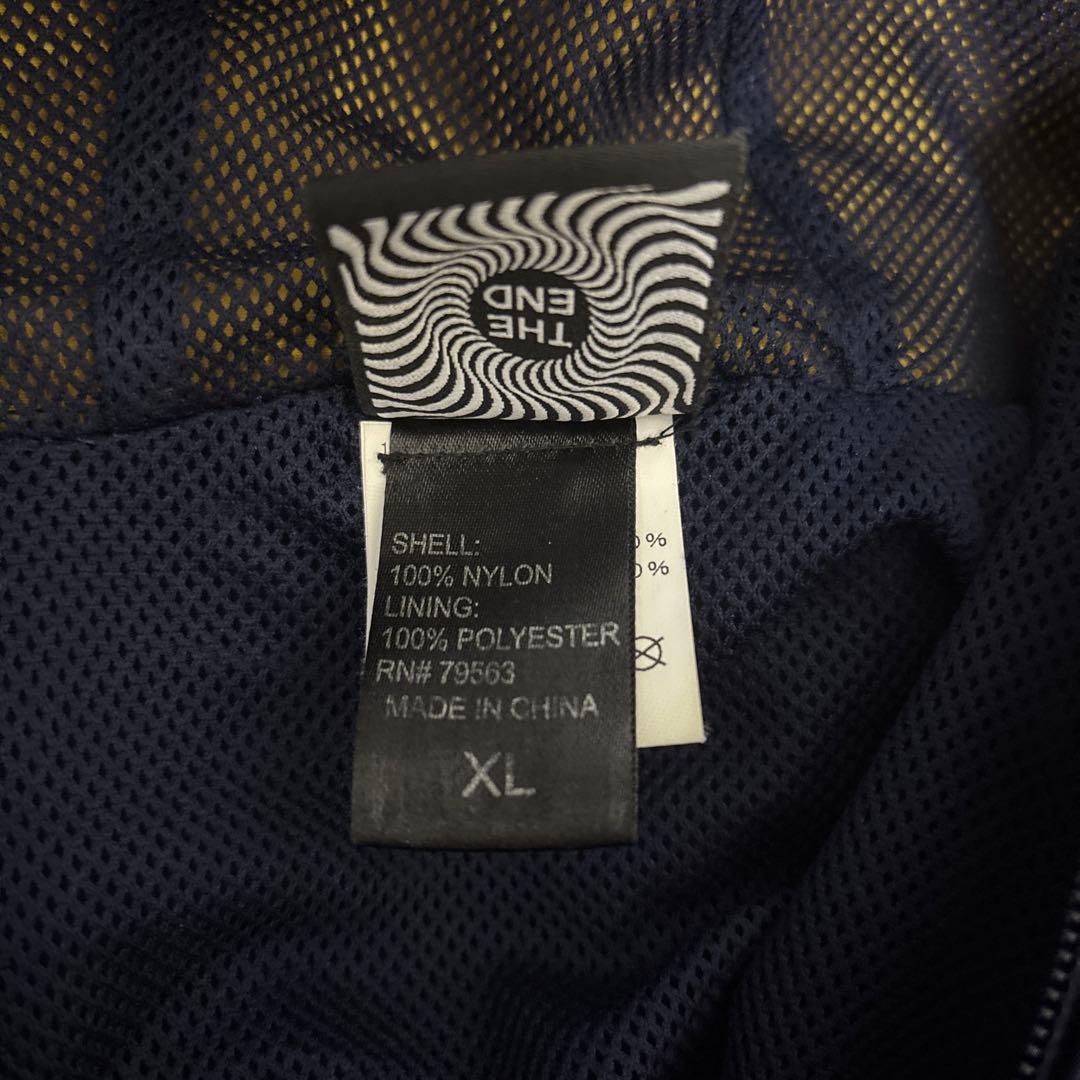 THE
END
SHELL:
100% NYLON
LINING:
100% POLYESTER
RN# 79563
MADE IN CHINA
XL
%
%